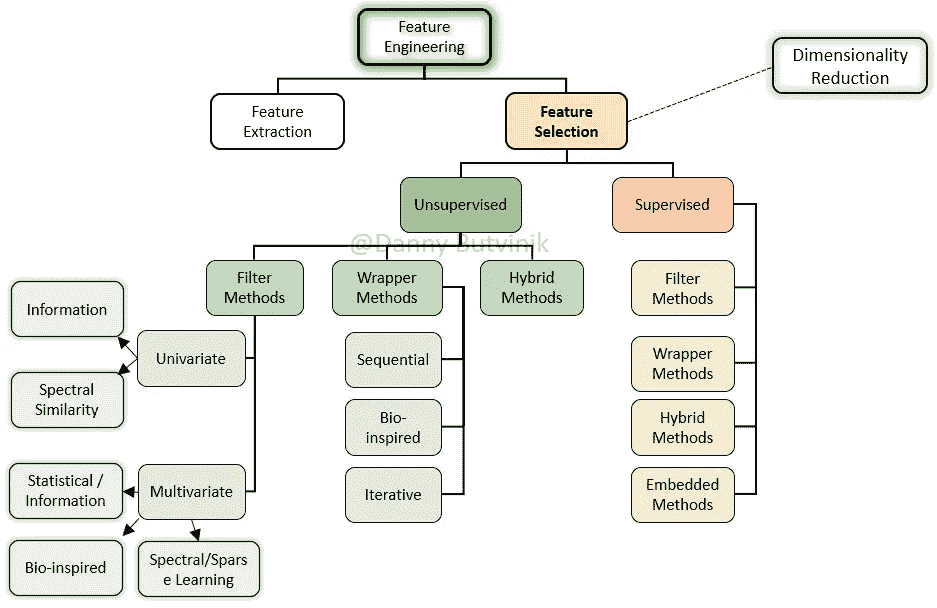 Feature
Engineering
Dimensionality
Reduction
Feature
Extraction
Feature
Selection
Unsupervised
Supervised
@Danny Butvinik
Filter
Methods
Wrapper
Methods
Hybrid
Methods
Filter
Methods
Information
Univariate
Sequential
Wrapper
Methods
Spectral
Similarity
Bio-
inspired
Hybrid
Methods
Statistical /
Information
Multivariate
Iterative
Embedded
Methods
Bio-inspired
Spectral/Spars
e Learning